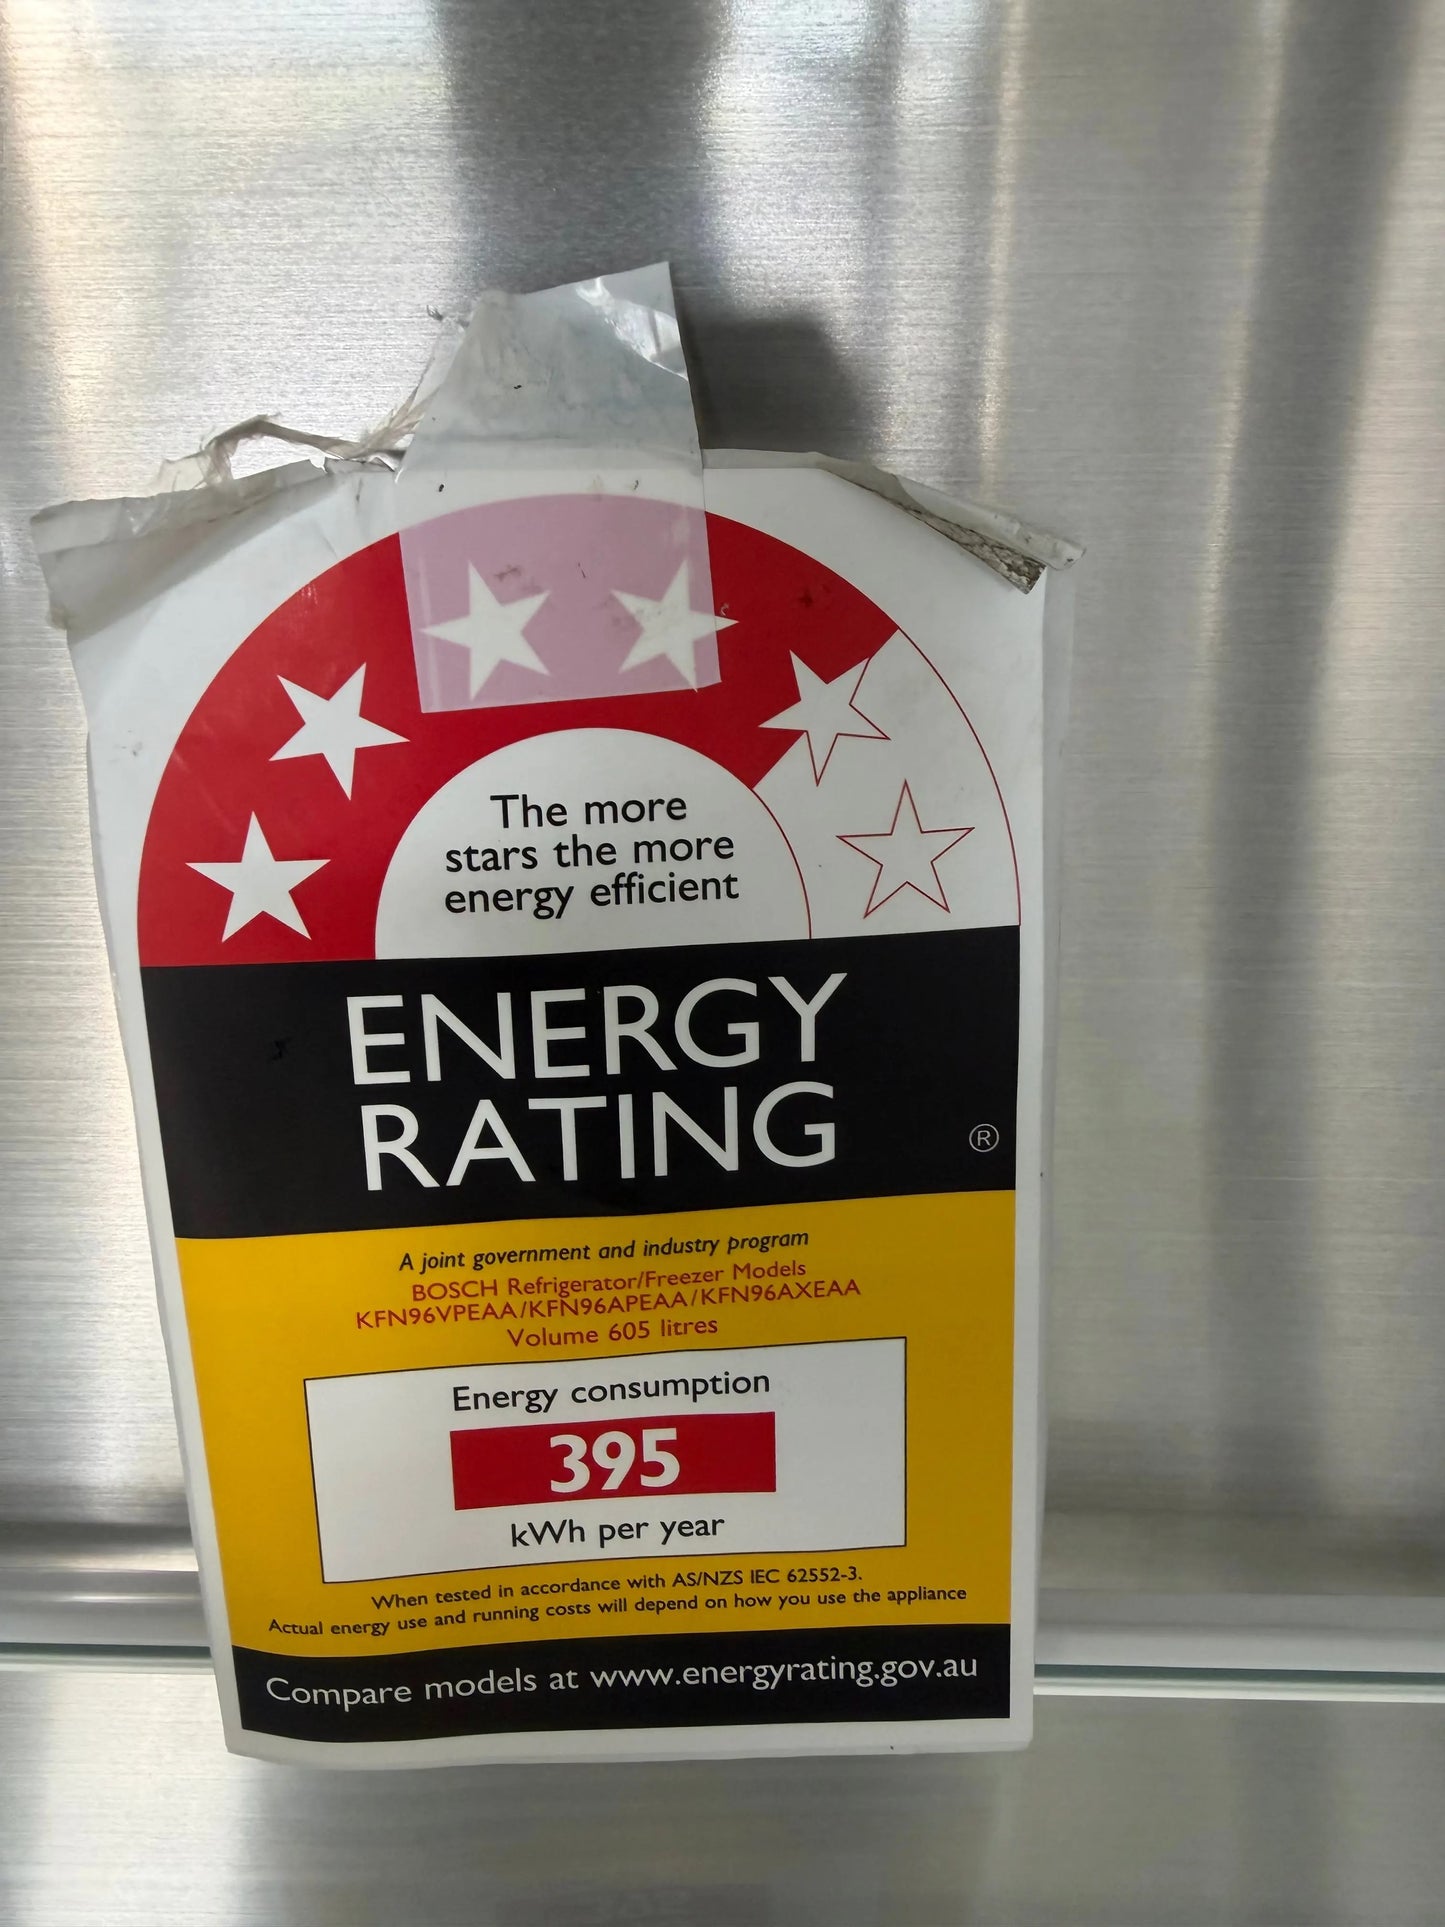 The more
stars the more
energy efficient
ENERGY
RATING
®
A joint government and industry program
BOSCH Refrigerator/Freezer Models
KFN96VPEAA/KFN96APEAA/KFN96AXEAA
Volume 605 litres
Energy consumption
395
kWh per year
When tested in accordance with AS/NZS IEC 62552-3.
Actual energy use and running costs will depend on how you use the appliance
Compare models at www.energyrating.gov.au